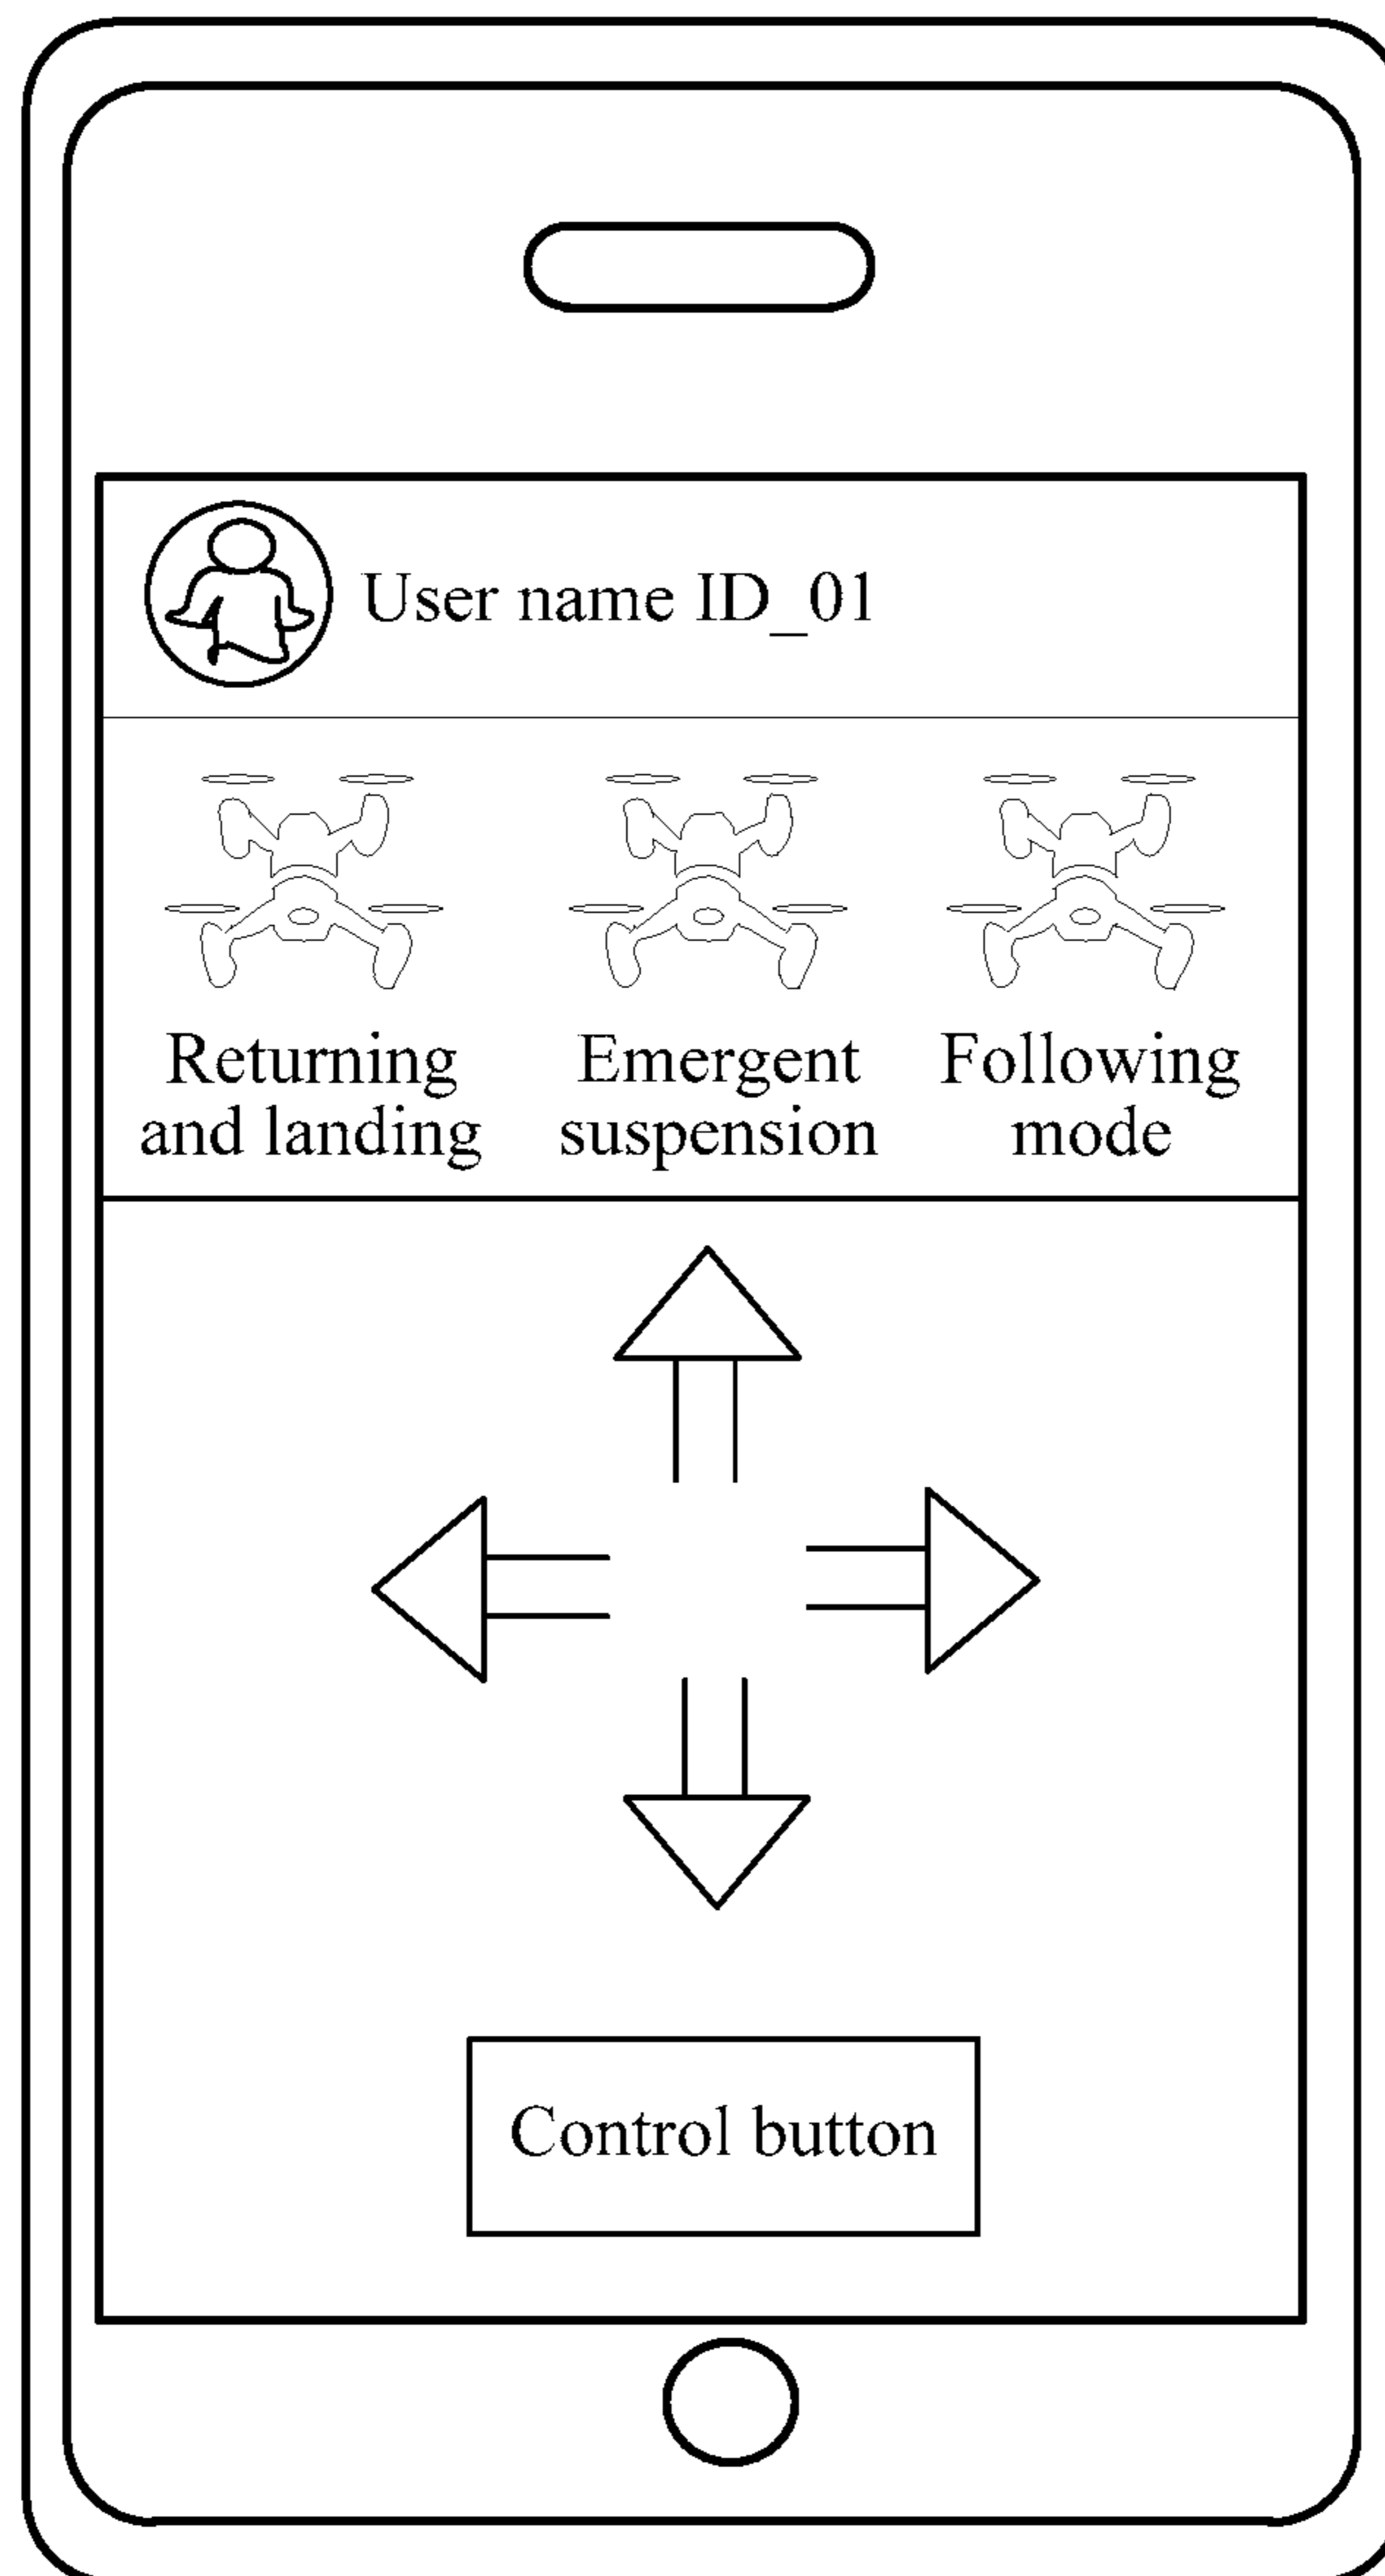 User name ID_01
Returning
and landing
Emergent
suspension
Following
mode
Control button